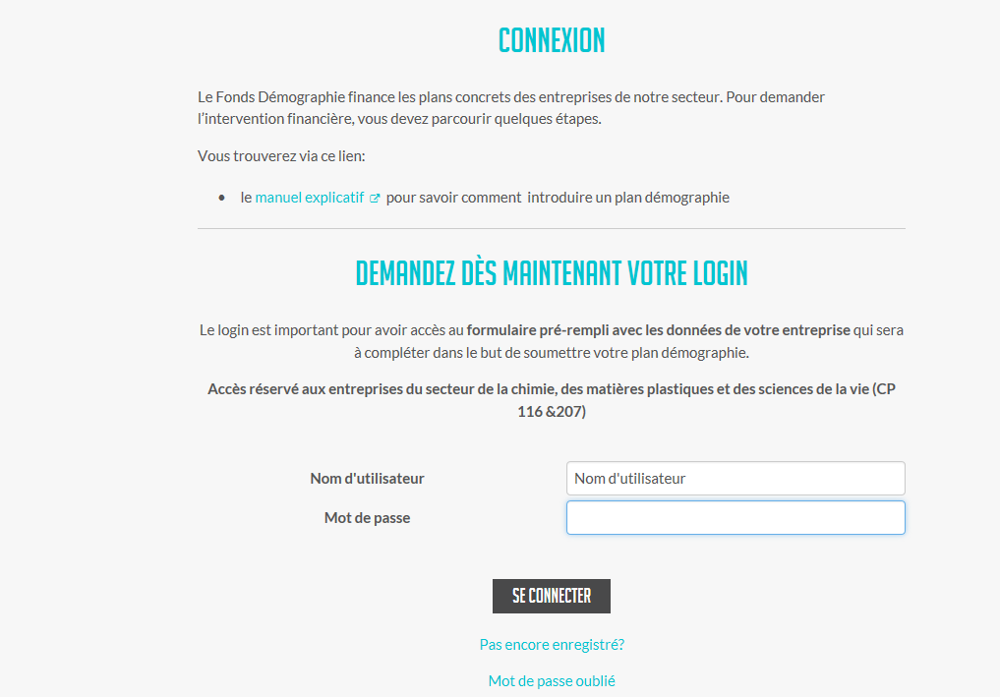 CONNEXION
Le Fonds Démographie finance les plans concrets des entreprises de notre secteur. Pour demander
l'intervention financière, vous devez parcourir quelques étapes.
Vous trouverez via ce lien:
• le manuel explicatif pour savoir comment introduire un plan démographie
DEMANDEZ DÈS MAINTENANT VOTRE LOGIN
Le login est important pour avoir accès au formulaire pré-rempli avec les données de votre entreprise qui sera
à compléter dans le but de soumettre votre plan démographie.
Accès réservé aux entreprises du secteur de la chimie, des matières plastiques et des sciences de la vie (CP
116 &207)
Nom d'utilisateur Nom d'utilisateur
Mot de passe
SE CONNECTER
Pas encore enregistré?
Mot de passe oublié